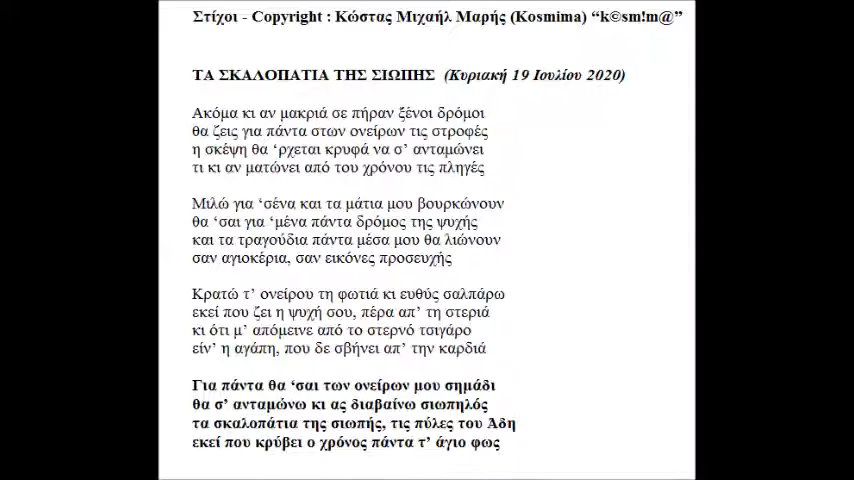 Στίχοι - Copyright : Κώστας Μιχαήλ Μαρής (Kosmima) “k©sm!m@”
ΤΑ ΣΚΑΛΟΠΑΤΙΑ ΤΗΣ ΣΙΩΠΗΣ (Κυριακή 19 Ιουλίου 2020)
Ακόμα κι αν μακριά σε πήραν ξένοι δρόμοι
θα ζεις για πάντα στων ονείρων τις στροφές
η σκέψη θα ‘ρχεται κρυφά να σ’ ανταμώνει
τι κι αν ματώνει από του χρόνου τις πληγές
Μιλώ για ‘σένα και τα μάτια μου βουρκώνουν
θα ‘σαι για ‘μένα πάντα δρόμος της ψυχής
και τα τραγούδια πάντα μέσα μου θα λιώνουν
σαν αγιοκέρια, σαν εικόνες προσευχής
Κρατώ τ’ ονείρου τη φωτιά κι ευθύς σαλπάρω
εκεί που ζει η ψυχή σου, πέρα απ’ τη στεριά
κι ότι μ’ απόμεινε από το στερνό τσιγάρο
είν’ η αγάπη, που δε σβήνει απ’ την καρδιά
Για πάντα θα ‘σαι των ονείρων μου σημάδι
θα σ’ ανταμώνω κι ας διαβαίνω σιωπηλός
τα σκαλοπάτια της σιωπής, τις πύλες του Άδη
εκεί που κρύβει ο χρόνος πάντα τ’ άγιο φως